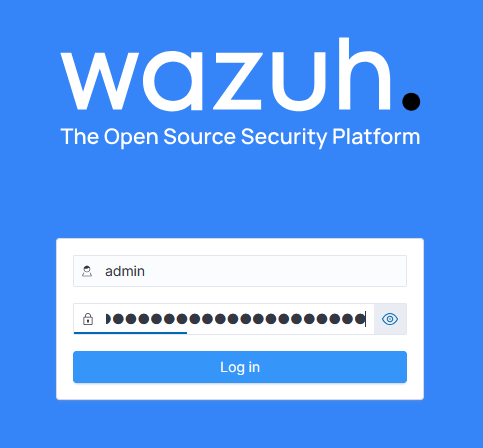 wazuh.
The Open Source Security Platform
admin
●●●●●●●●●●●●●●●●●●●●●
Log in